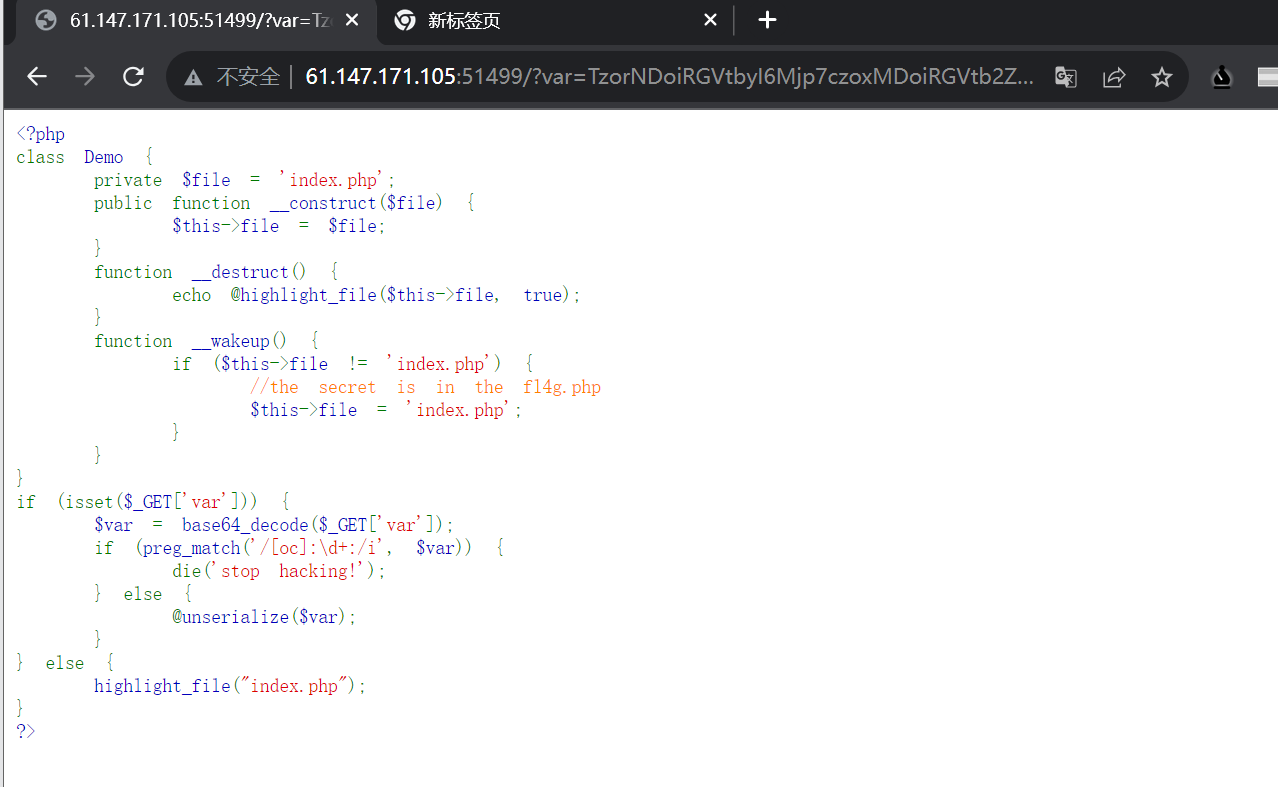 61.147.171.105:51499/?var=Tz
新标签页
不安全 | 61.147.171.105:51499/?var=TzorNDoiRGVtbyI6Mjp7czoxMDoiRGVtb2Z...
<?php
class Demo {
private $file = 'index.php';
public function __construct($file) {
$this->file = $file;
}
function __destruct() {
echo @highlight_file($this->file, true);
}
function __wakeup() {
if ($this->file != 'index.php') {
//the secret is in the fl4g.php
$this->file = 'index.php';
}
}
}
if (isset($_GET['var'])) {
$var = base64_decode($_GET['var']);
if (preg_match('/[oc]:\d+:/i', $var)) {
die('stop hacking!');
} else {
@unserialize($var);
}
} else {
highlight_file("index.php");
}
?>